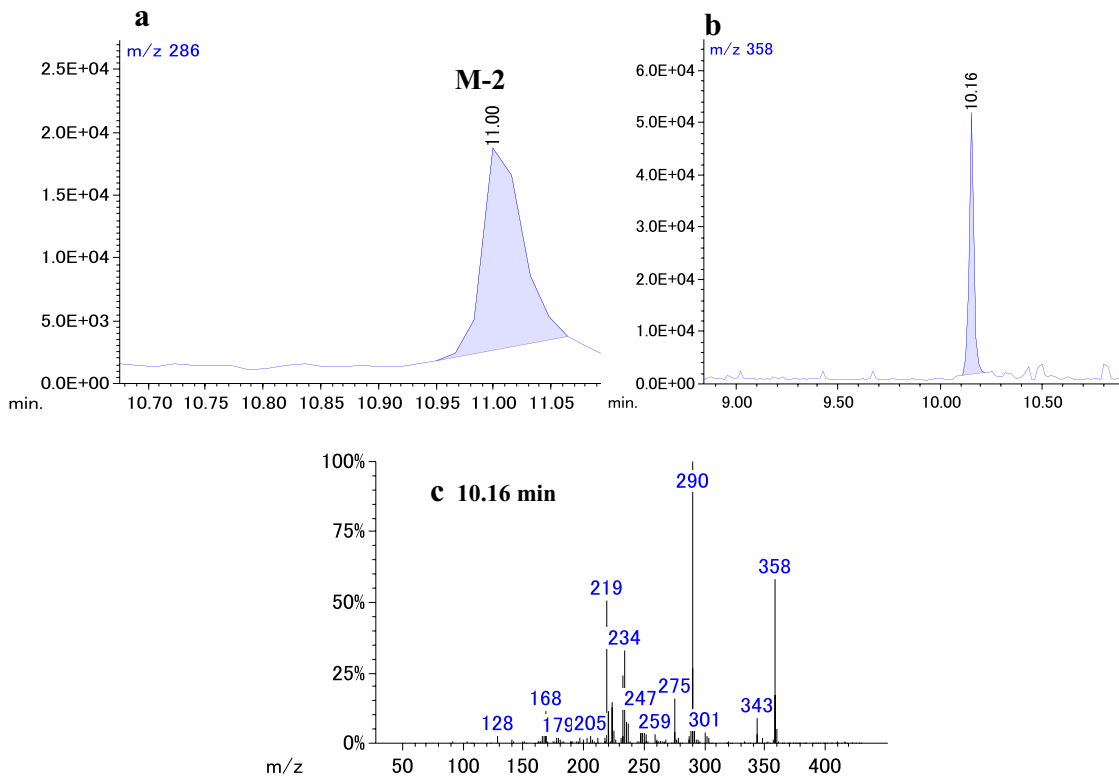 a
m/z 286
M-2
11.00
2.5E+04
2.0E+04
1.5E+04
1.0E+04
5.0E+03
0.0E+00
min.
10.70 10.75 10.80 10.85 10.90 10.95 11.00 11.05
b
m/z 358
10.16
6.0E+04
5.0E+04
4.0E+04
3.0E+04
2.0E+04
1.0E+04
0.0E+00
min.
9.00 9.50 10.00 10.50
c 10.16 min
100%
75%
50%
25%
0%
290
358
219
234
275
168
247
343
128
179
205
259
301
m/z
50 100 150 200 250 300 350 400